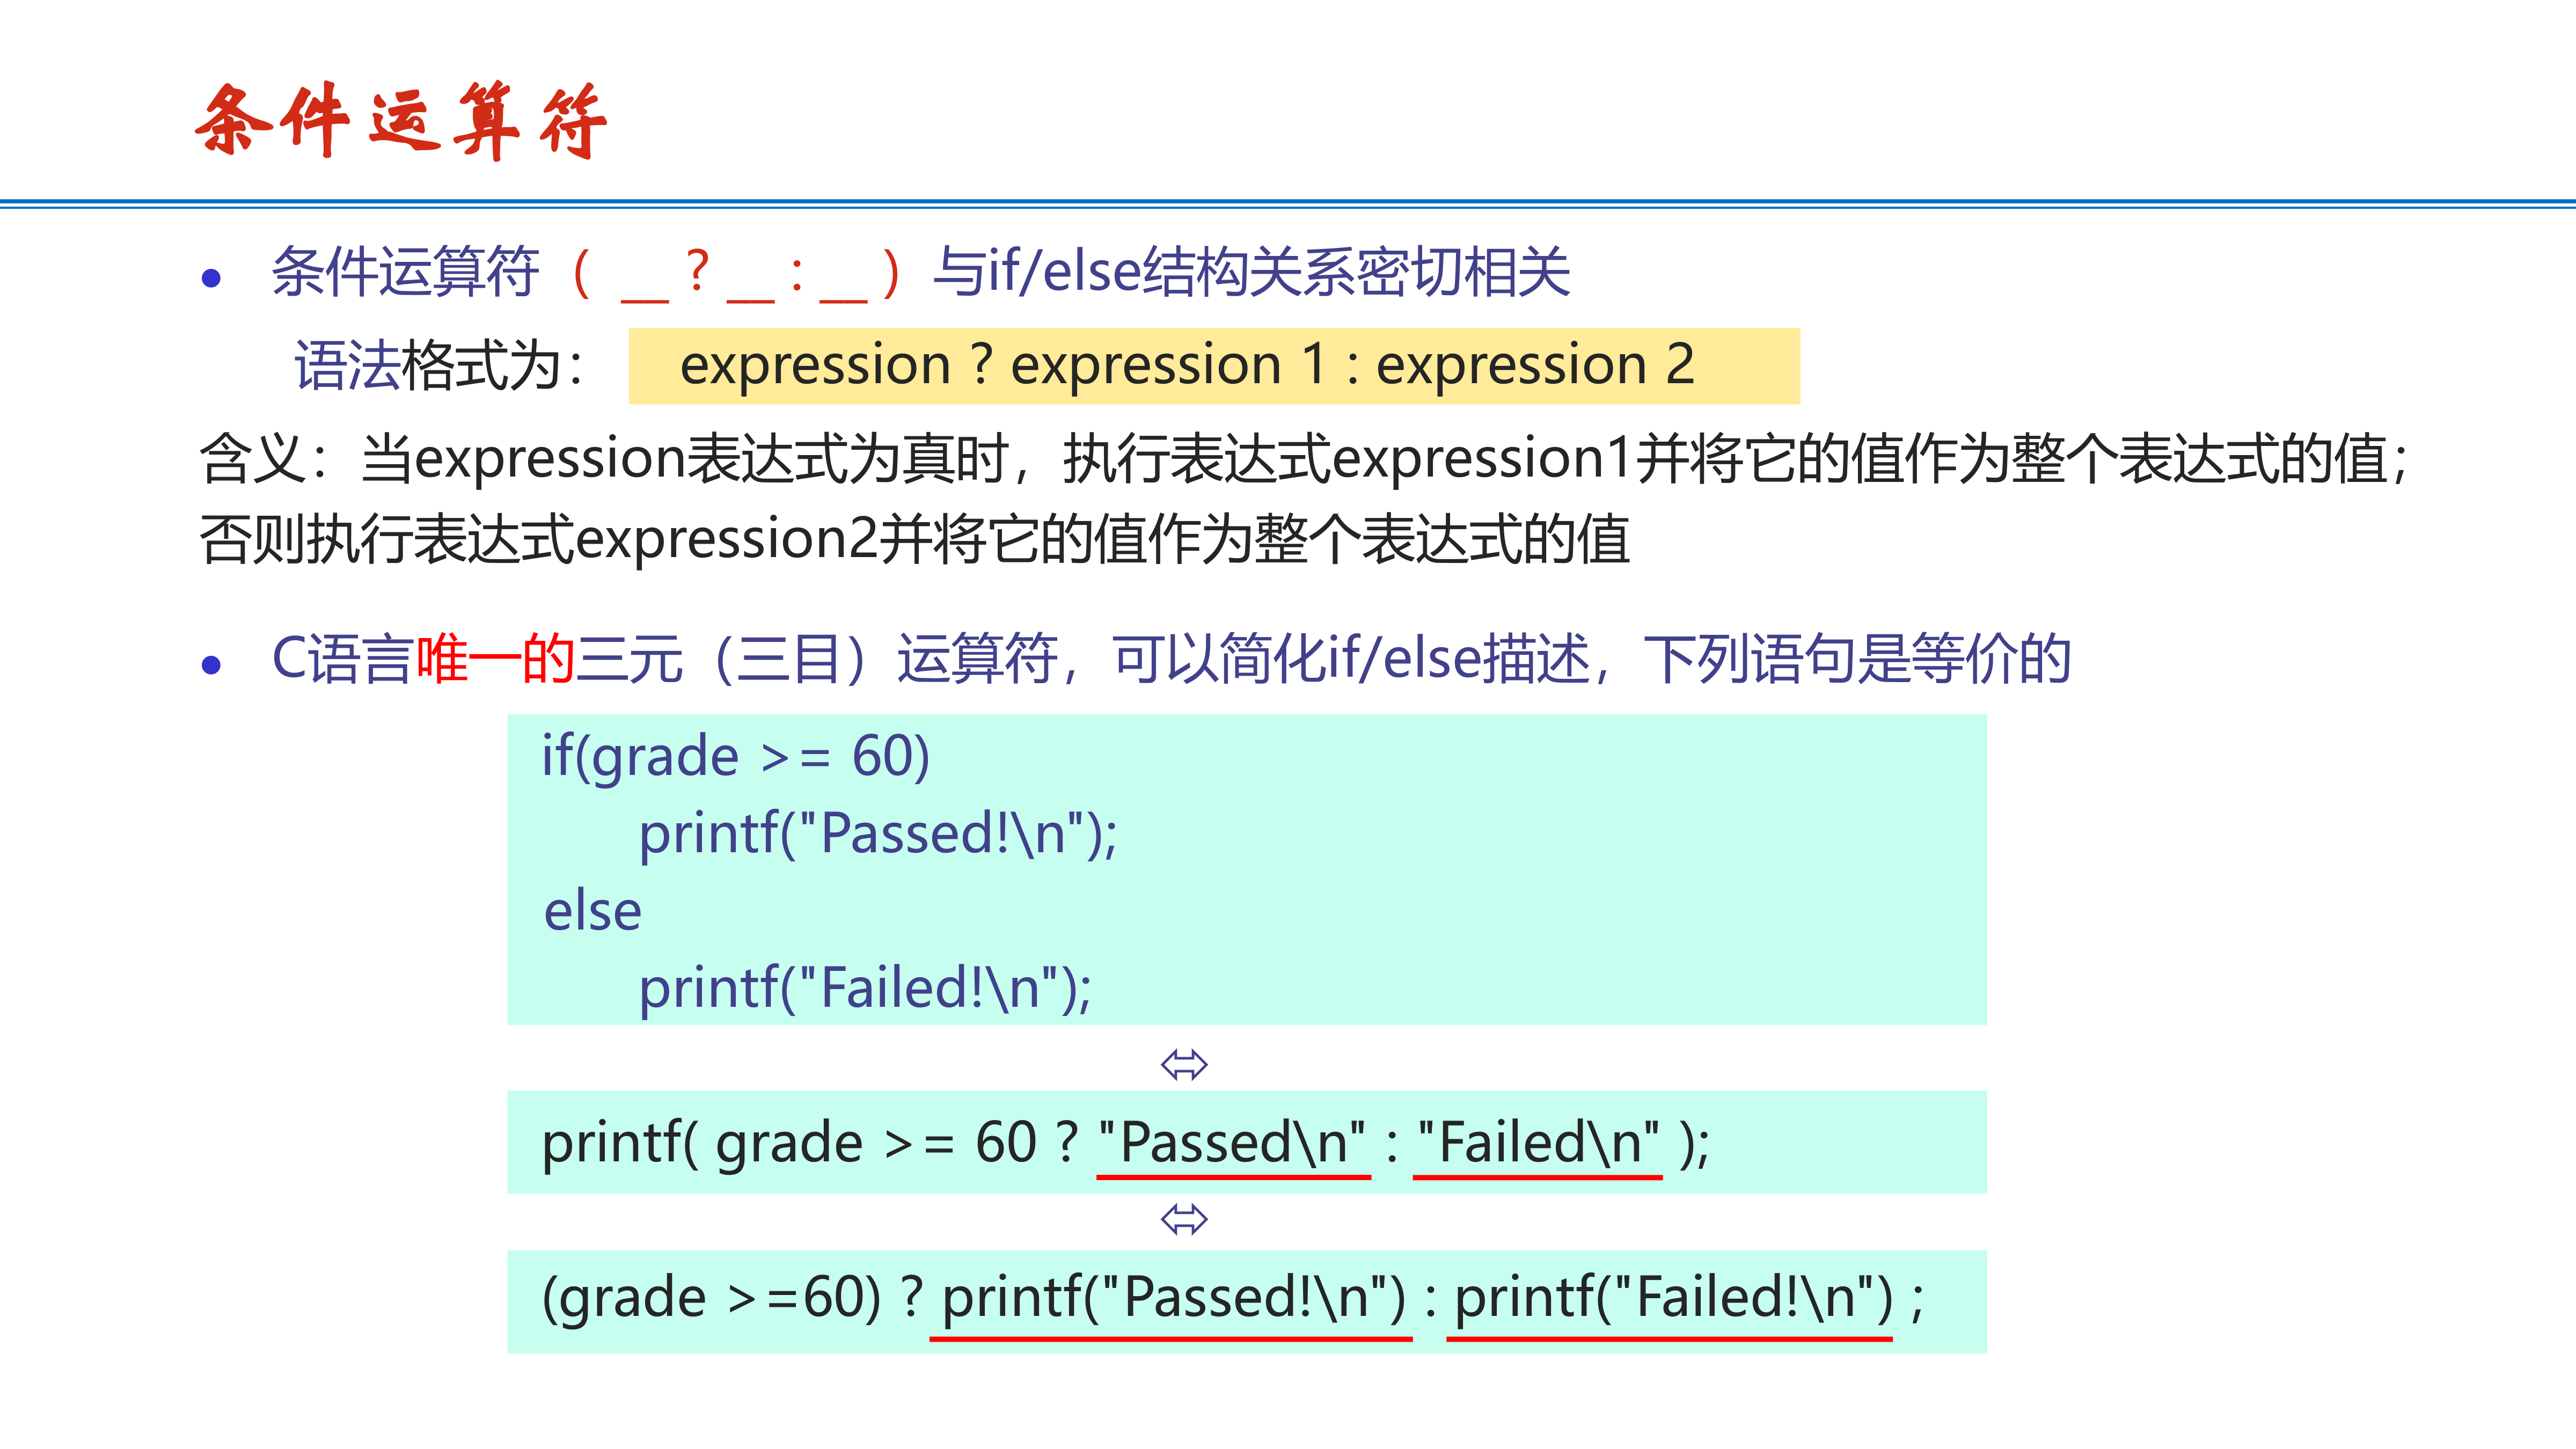 条件运算符
• 条件运算符（ __ ? __ : __ ）与if/else结构关系密切相关
语法格式为： expression ? expression 1 : expression 2
含义：当expression表达式为真时，执行表达式expression1并将它的值作为整个表达式的值；
否则执行表达式expression2并将它的值作为整个表达式的值
• C语言唯一的三元（三目）运算符，可以简化if/else描述，下列语句是等价的
if(grade >= 60)
printf("Passed!\n");
else
printf("Failed!\n");
⬄
printf( grade >= 60 ? "Passed\n" : "Failed\n" );
⬄
(grade >=60) ? printf("Passed!\n") : printf("Failed!\n") ;